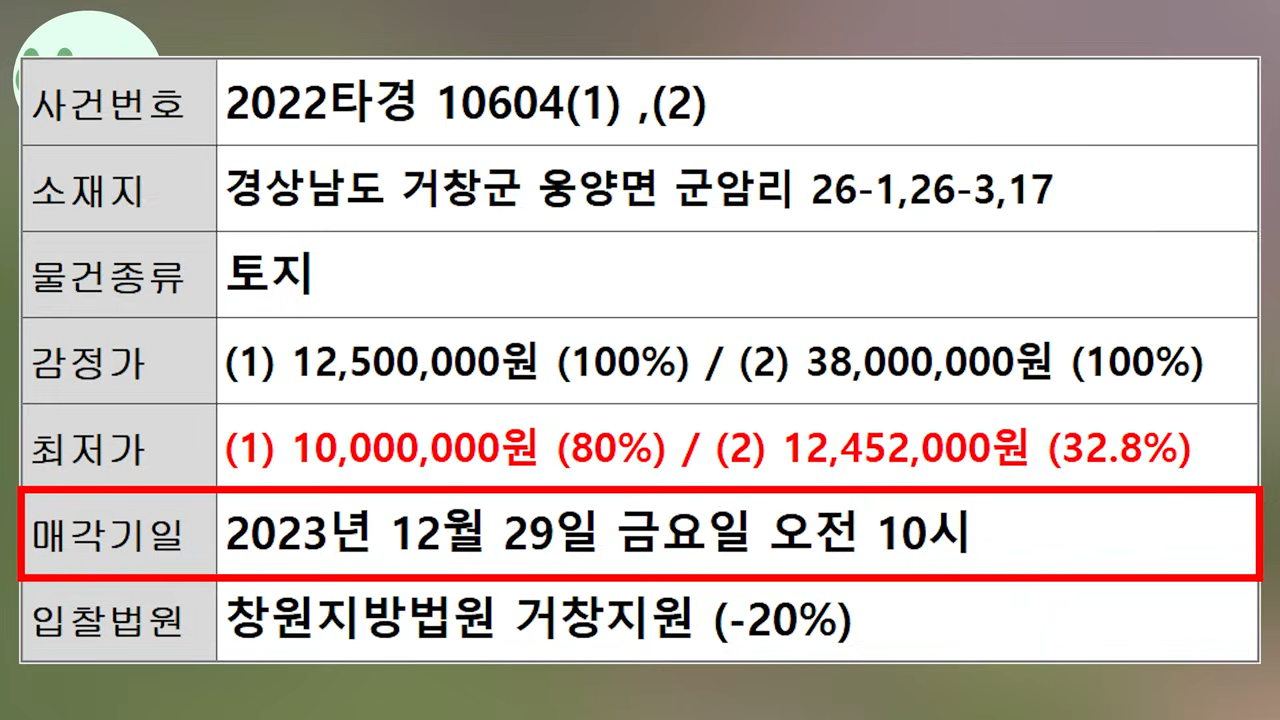 사건번호 2022타경 10604(1) ,(2)
소재지 경상남도 거창군 웅양면 군암리 26-1,26-3,17
물건종류 토지
감정가 (1) 12,500,000원 (100%) / (2) 38,000,000원 (100%)
최저가 (1) 10,000,000원 (80%) / (2) 12,452,000원 (32.8%)
매각기일 2023년 12월 29일 금요일 오전 10시
입찰법원 창원지방법원 거창지원 (-20%)